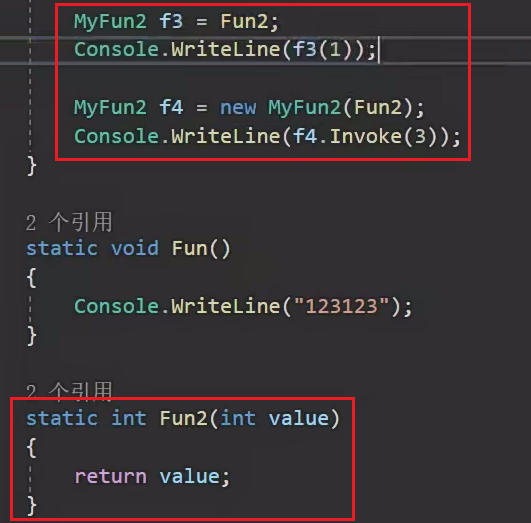 MyFun2 f3 = Fun2;
Console.WriteLine(f3(1));
MyFun2 f4 = new MyFun2(Fun2);
Console.WriteLine(f4.Invoke(3));
}
2 个引用
static void Fun()
{
Console.WriteLine("123123");
}
2 个引用
static int Fun2(int value)
{
return value;
}